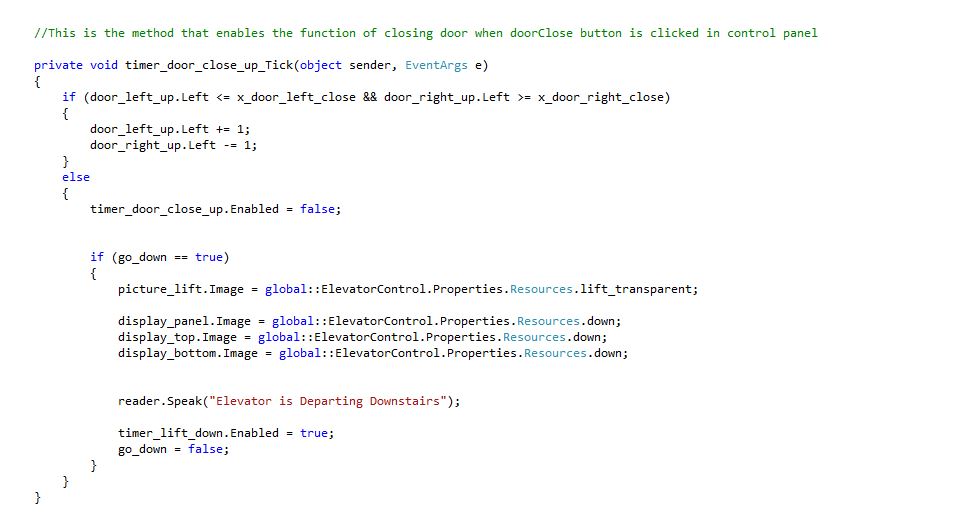 //This is the method that enables the function of closing door when doorClose button is clicked in control panel
private void timer_door_close_up_Tick(object sender, EventArgs e)
{
if (door_left_up.Left <= x_door_left_close && door_right_up.Left >= x_door_right_close)
{
door_left_up.Left += 1;
door_right_up.Left -= 1;
}
else
{
timer_door_close_up.Enabled = false;
if (go_down == true)
{
picture_lift.Image = global::ElevatorControl.Properties.Resources.lift_transparent;
display_panel.Image = global::ElevatorControl.Properties.Resources.down;
display_top.Image = global::ElevatorControl.Properties.Resources.down;
display_bottom.Image = global::ElevatorControl.Properties.Resources.down;
reader.Speak("Elevator is Departing Downstairs");
timer_lift_down.Enabled = true;
go_down = false;
}
}
}